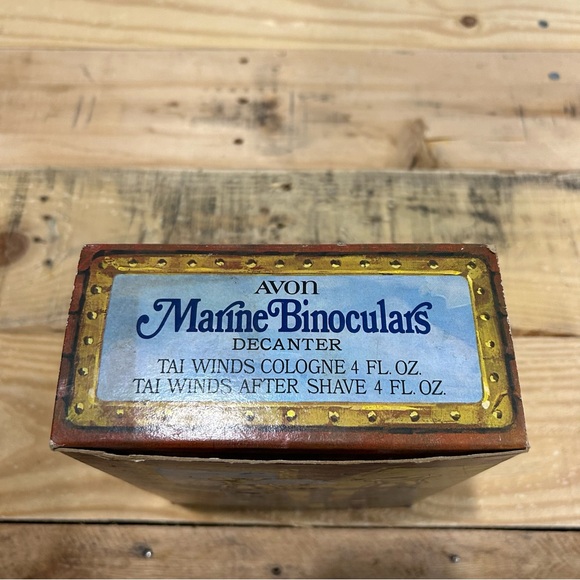 AVON
Marine Binoculars
DECANTER
TAI WINDS COLOGNE 4 FL. OZ.
TAI WINDS AFTER SHAVE 4 FL. OZ.